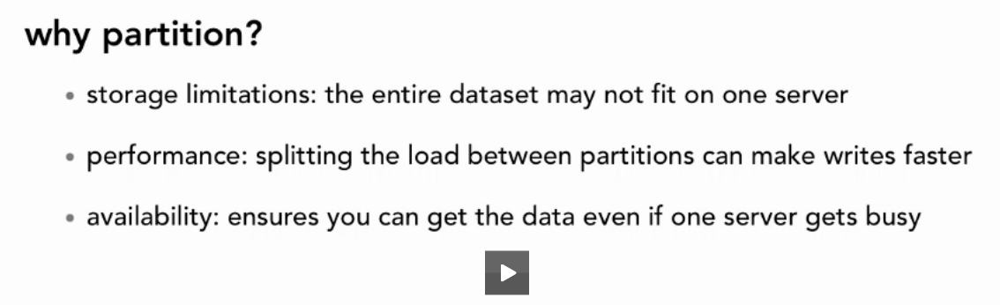 why partition?
• storage limitations: the entire dataset may not fit on one server
• performance: splitting the load between partitions can make writes faster
• availability: ensures you can get the data even if one server gets busy